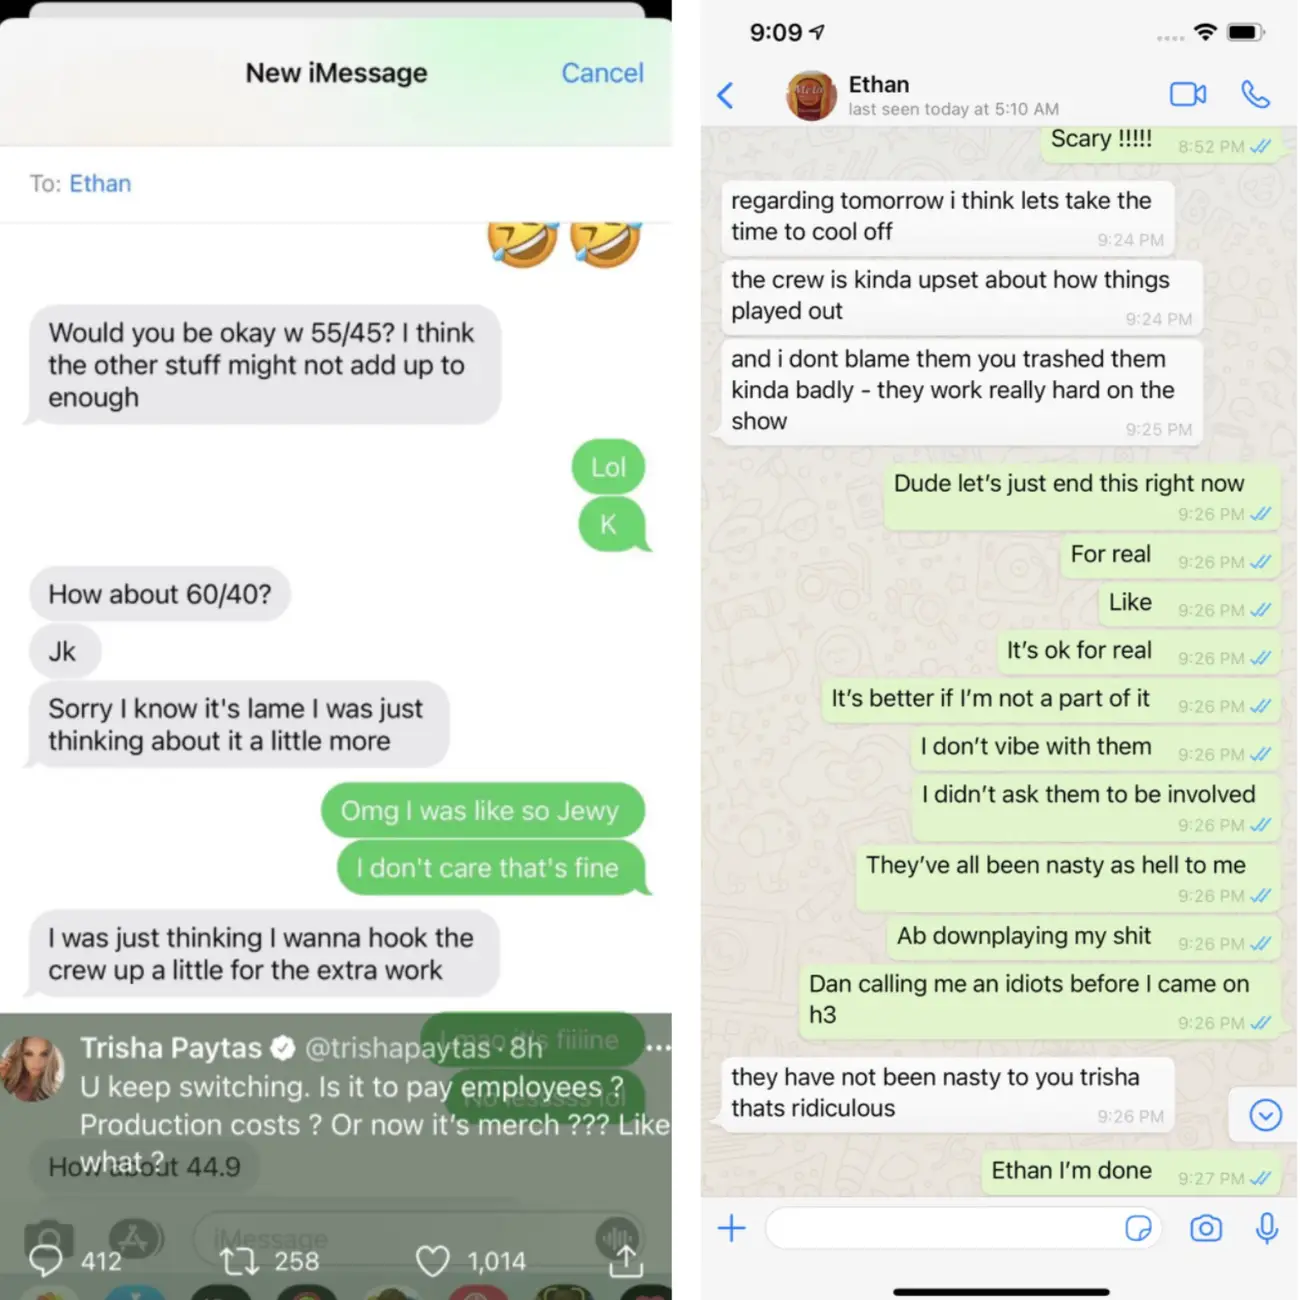 New iMessage
Cancel
To: Ethan
Would you be okay w 55/45? I think
the other stuff might not add up to
enough
Lol
K
How about 60/40?
Jk
Sorry I know it's lame I was just
thinking about it a little more
Omg I was like so Jewy
I don't care that's fine
I was just thinking I wanna hook the
crew up a little for the extra work
Lmao it's fiiiine
Trisha Paytas @trishapaytas · 8h
U keep switching. Is it to pay employees ?
Production costs ? Or now it's merch ??? Like
what ?
How about 44.9
iMessage
412
258
1,014
9:09
Ethan
last seen today at 5:10 AM
Scary !!!!!
8:52 PM
regarding tomorrow i think lets take the
time to cool off
9:24 PM
the crew is kinda upset about how things
played out
9:24 PM
and i dont blame them you trashed them
kinda badly - they work really hard on the
show
9:25 PM
Dude let's just end this right now
9:26 PM
For real
9:26 PM
Like
9:26 PM
It's ok for real
9:26 PM
It's better if I'm not a part of it
9:26 PM
I don't vibe with them
9:26 PM
I didn't ask them to be involved
9:26 PM
They've all been nasty as hell to me
9:26 PM
Ab downplaying my shit
9:26 PM
Dan calling me an idiots before I came on
h3
9:26 PM
they have not been nasty to you trisha
thats ridiculous
9:26 PM
Ethan I'm done
9:27 PM